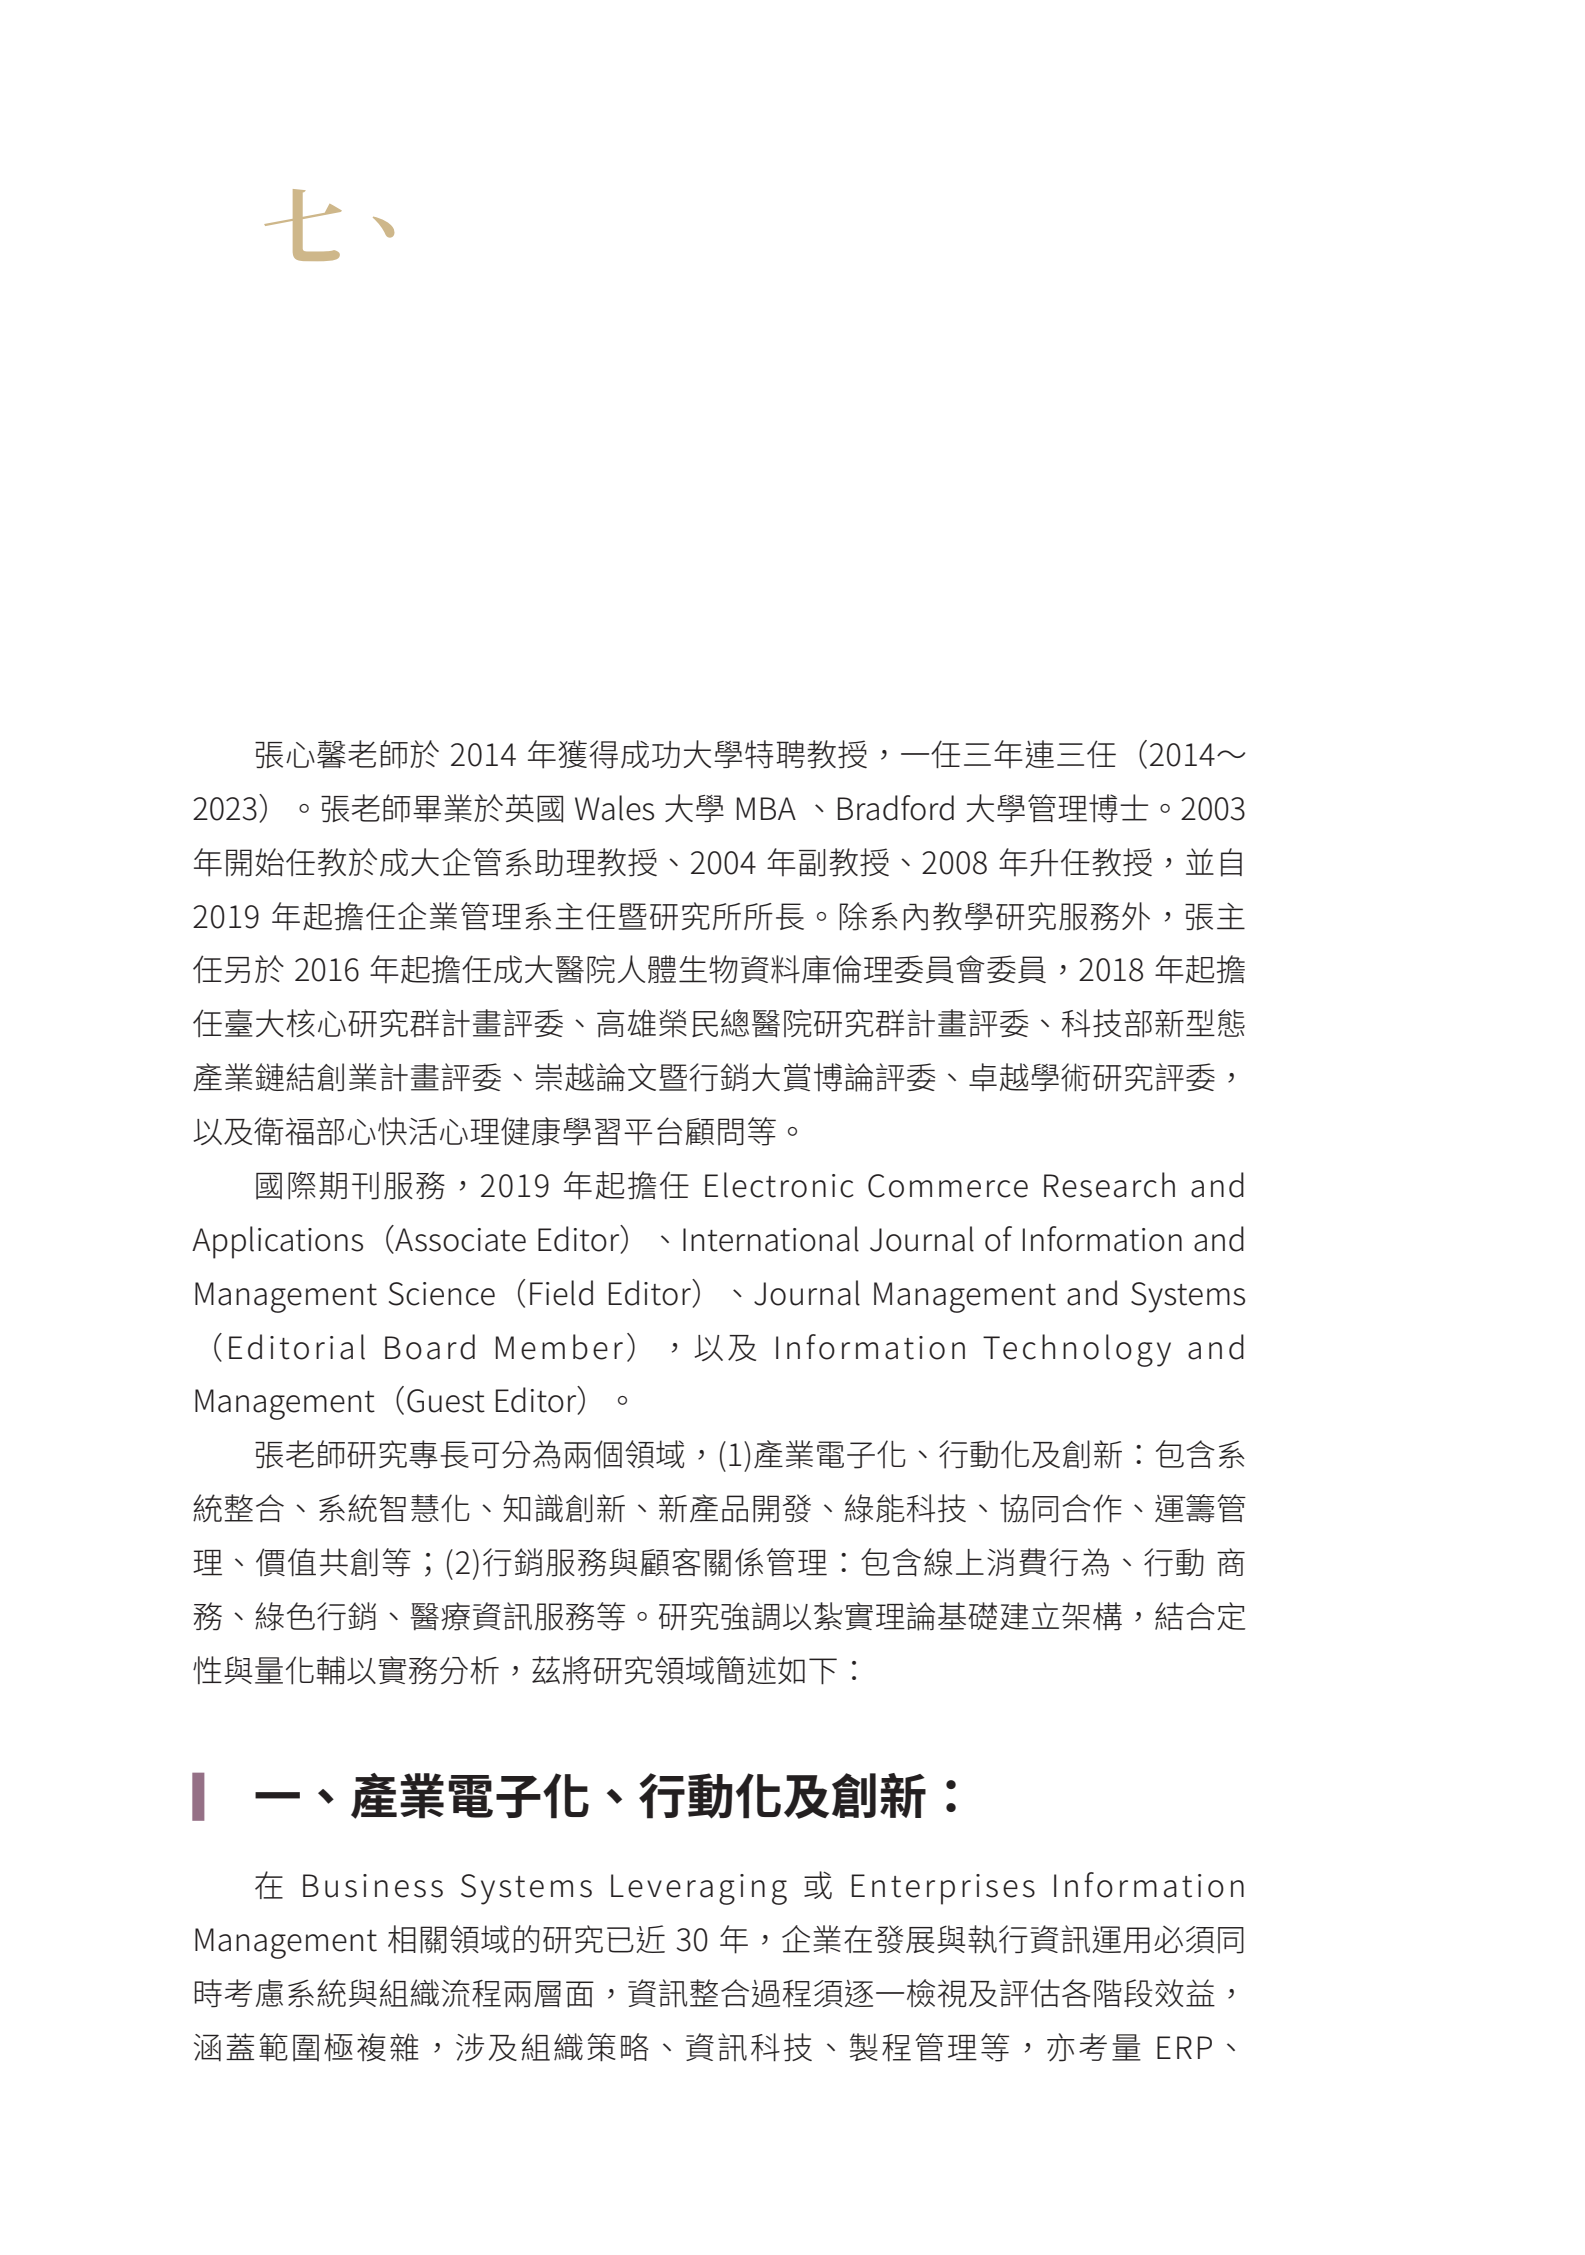 七、
張心馨老師於 2014 年獲得成功大學特聘教授，一任三年連三任（2014～
2023）。張老師畢業於英國 Wales 大學 MBA 、Bradford 大學管理博士。2003
年開始任教於成大企管系助理教授、2004 年副教授、2008 年升任教授，並自
2019 年起擔任企業管理系主任暨研究所所長。除系內教學研究服務外，張主
任另於 2016 年起擔任成大醫院人體生物資料庫倫理委員會委員，2018 年起擔
任臺大核心研究群計畫評委、高雄榮民總醫院研究群計畫評委、科技部新型態
產業鏈結創業計畫評委、崇越論文暨行銷大賞博論評委、卓越學術研究評委，
以及衛福部心快活心理健康學習平台顧問等。
國際期刊服務，2019 年起擔任 Electronic Commerce Research and
Applications（Associate Editor）、International Journal of Information and
Management Science（Field Editor）、Journal Management and Systems
（Editorial Board Member），以及 Information Technology and
Management（Guest Editor）。
張老師研究專長可分為兩個領域，(1)產業電子化、行動化及創新：包含系
統整合、系統智慧化、知識創新、新產品開發、綠能科技、協同合作、運籌管
理、價值共創等；(2)行銷服務與顧客關係管理：包含線上消費行為、行動 商
務、綠色行銷、醫療資訊服務等。研究強調以紮實理論基礎建立架構，結合定
性與量化輔以實務分析，茲將研究領域簡述如下：
一、產業電子化、行動化及創新：
在 Business Systems Leveraging 或 Enterprises Information
Management 相關領域的研究已近 30 年，企業在發展與執行資訊運用必須同
時考慮系統與組織流程兩層面，資訊整合過程須逐一檢視及評估各階段效益，
涵蓋範圍極複雜，涉及組織策略、資訊科技、製程管理等，亦考量 ERP、